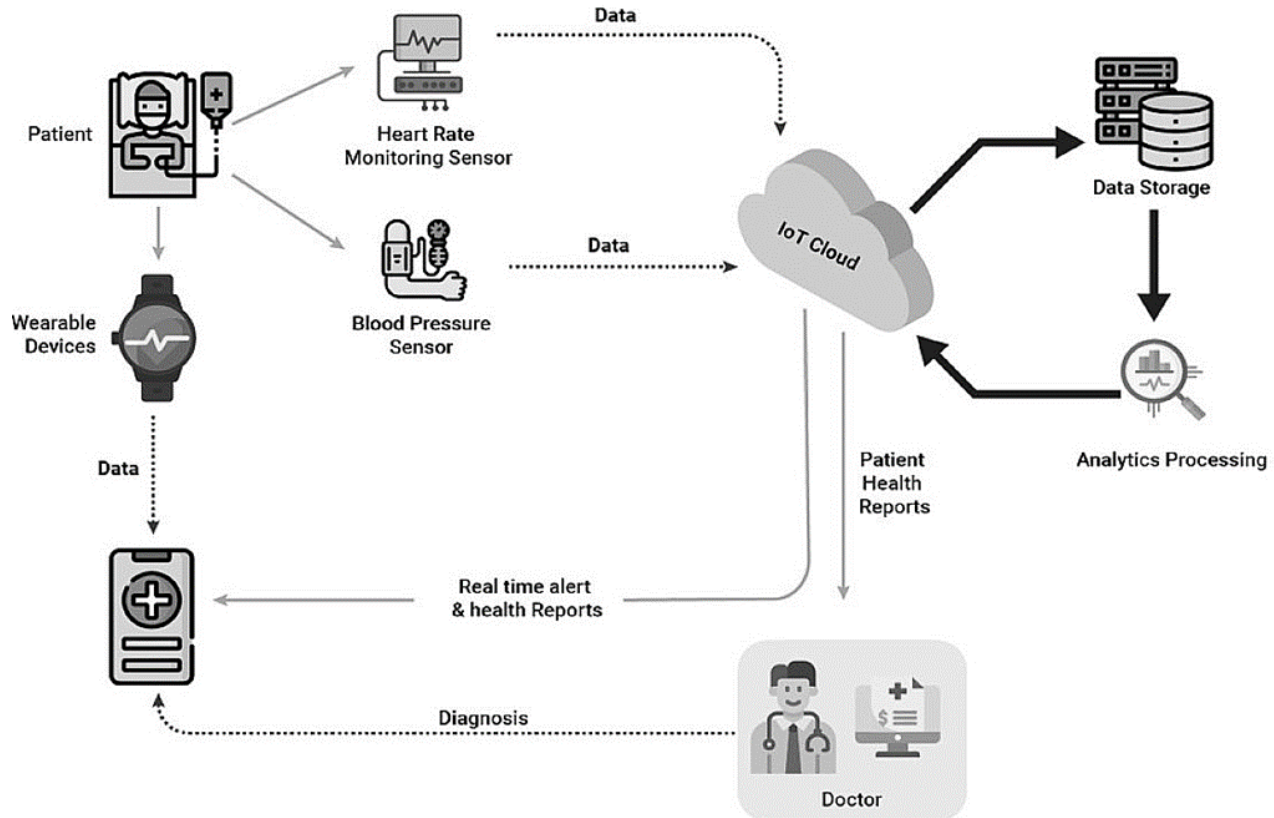 Data
Patient
Heart Rate
Monitoring Sensor
Data Storage
IoT Cloud
Data
Wearable
Devices
Blood Pressure
Sensor
Data
Patient
Health
Reports
Analytics Processing
Real time alert
& health Reports
$
Diagnosis
Doctor